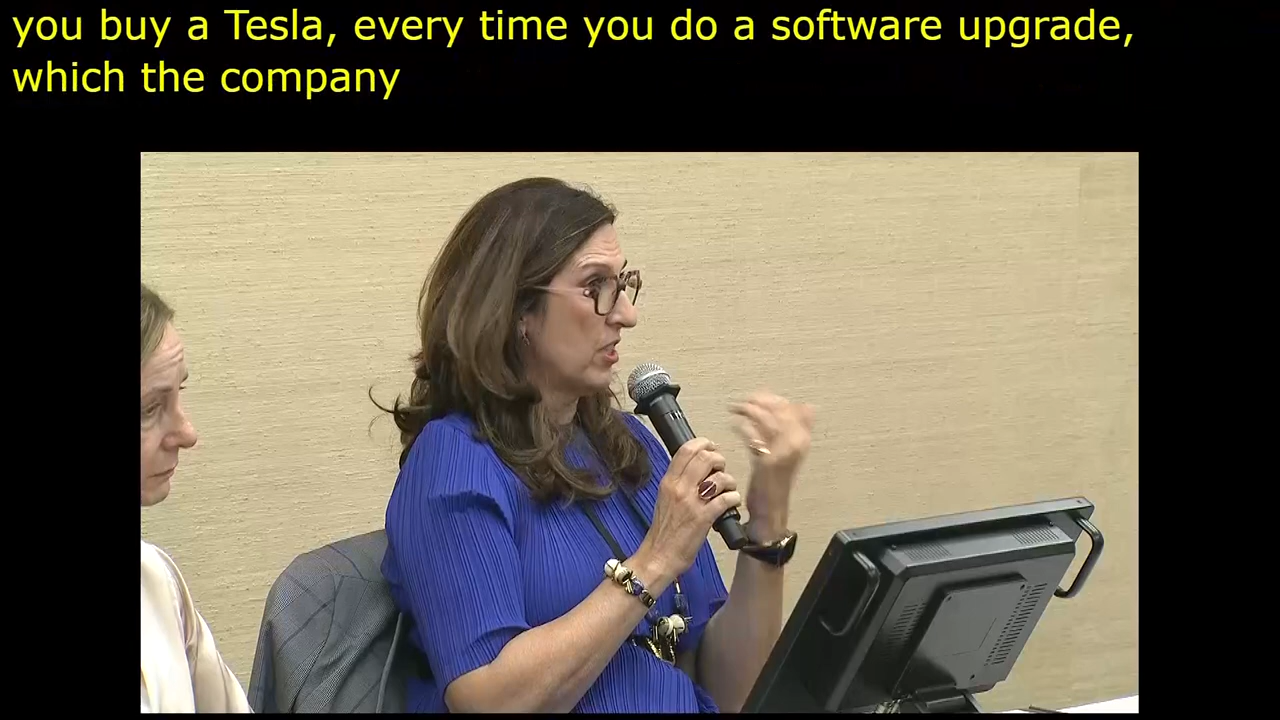 you buy a Tesla, every time you do a software upgrade,
which the company